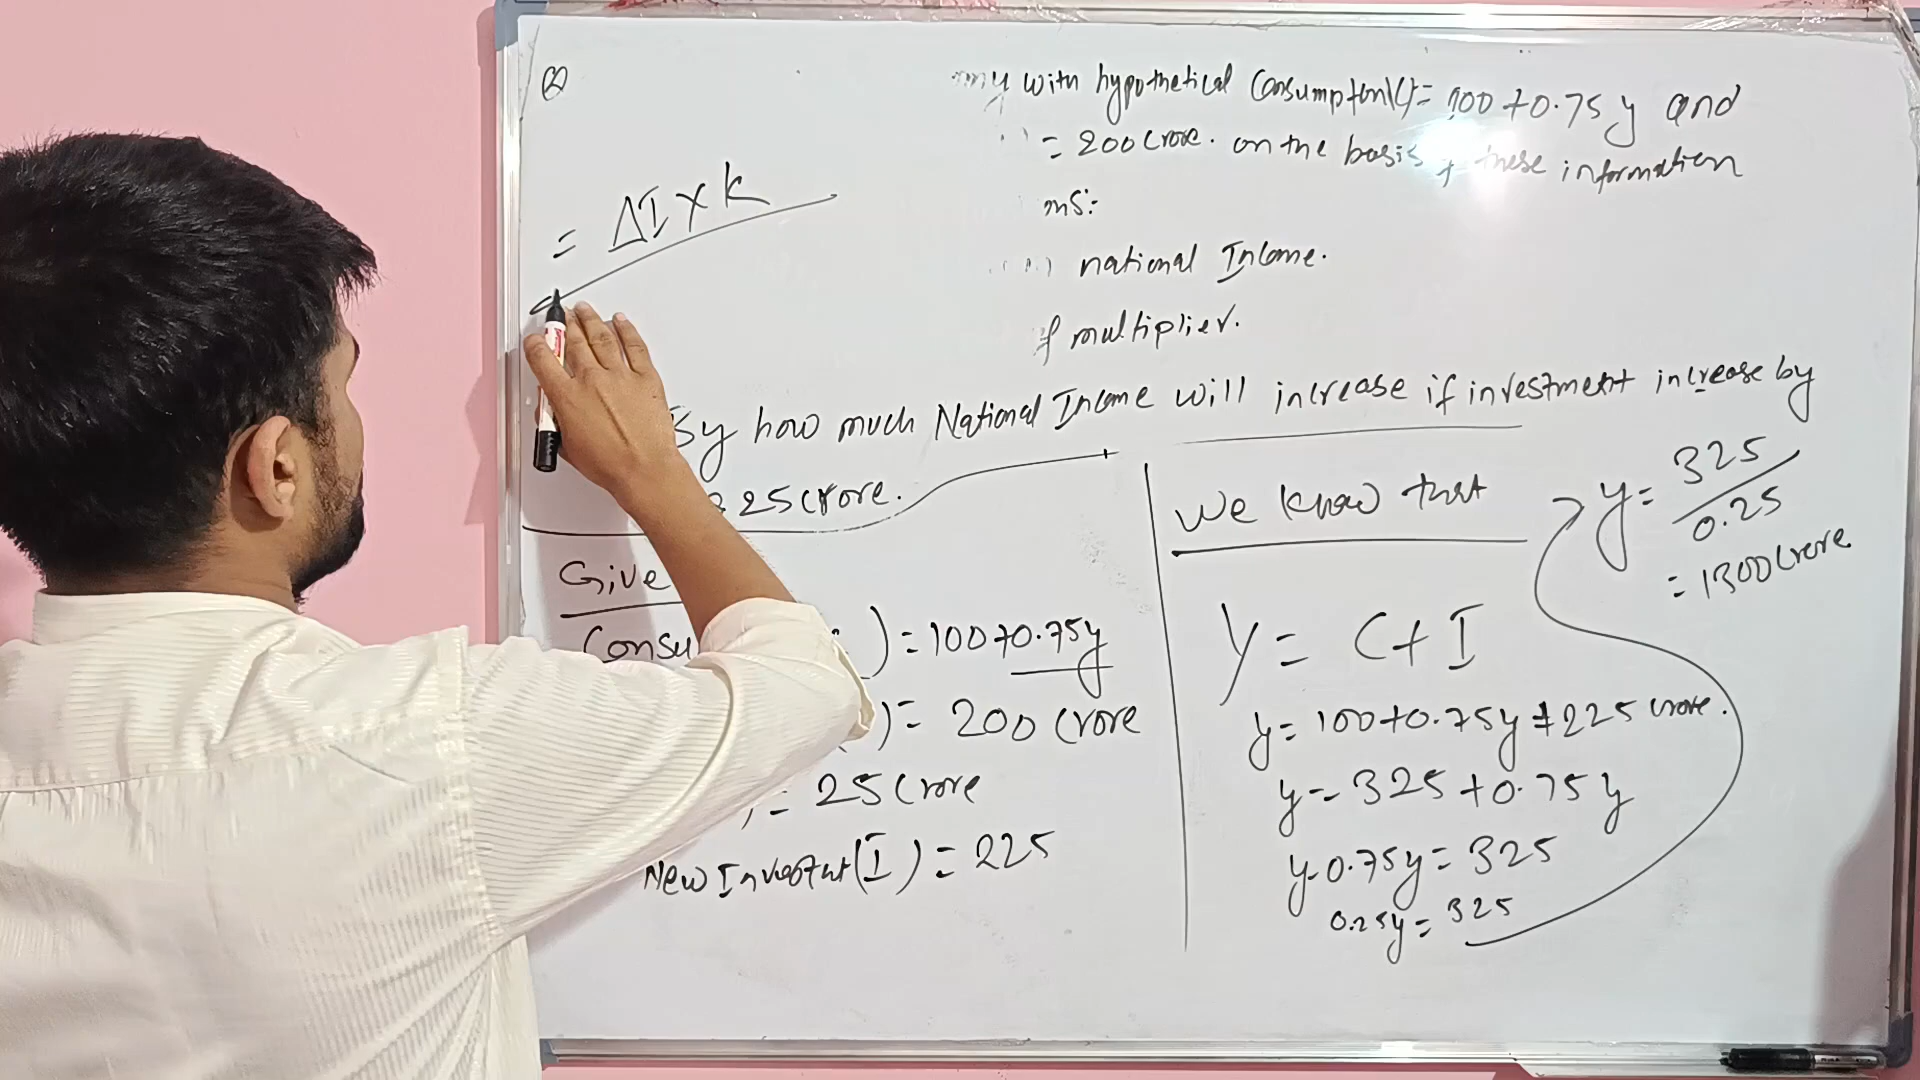 Q
with hypothetical Consumption(C)= 100 + 0.75 y and
= 200 crore. on the basis of these information
ms:
national Income.
f multiplier.
= ΔI × k
By how much National Income will increase if investment increase by
25 crore.
Give
Consu ) = 100+0.75y
) = 200 crore
= 25 crore
New Investmt (I) = 225
We know that
Y = C + I
y = 100+0.75y + 225 crore.
y = 325 + 0.75 y
y-0.75y = 325
0.25y = 325
y = 325/0.25
= 1300 crore